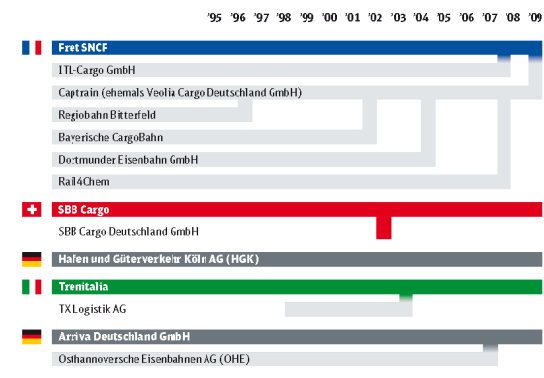 '95 '96 '97 '98 '99 '00 '01 '02 '03 '04 '05 '06 '07 '08 '09
Fret SNCF
ITL-Cargo GmbH
Captrain (ehemals Veolia Cargo Deutschland GmbH)
Regiobahn Bitterfeld
Bayerische CargoBahn
Dortmunder Eisenbahn GmbH
Rail4Chem
SBB Cargo
SBB Cargo Deutschland GmbH
Hafen und Güterverkehr Köln AG (HGK)
Trenitalia
TX Logistik AG
Arriva Deutschland GmbH
Osthannoversche Eisenbahnen AG (OHE)